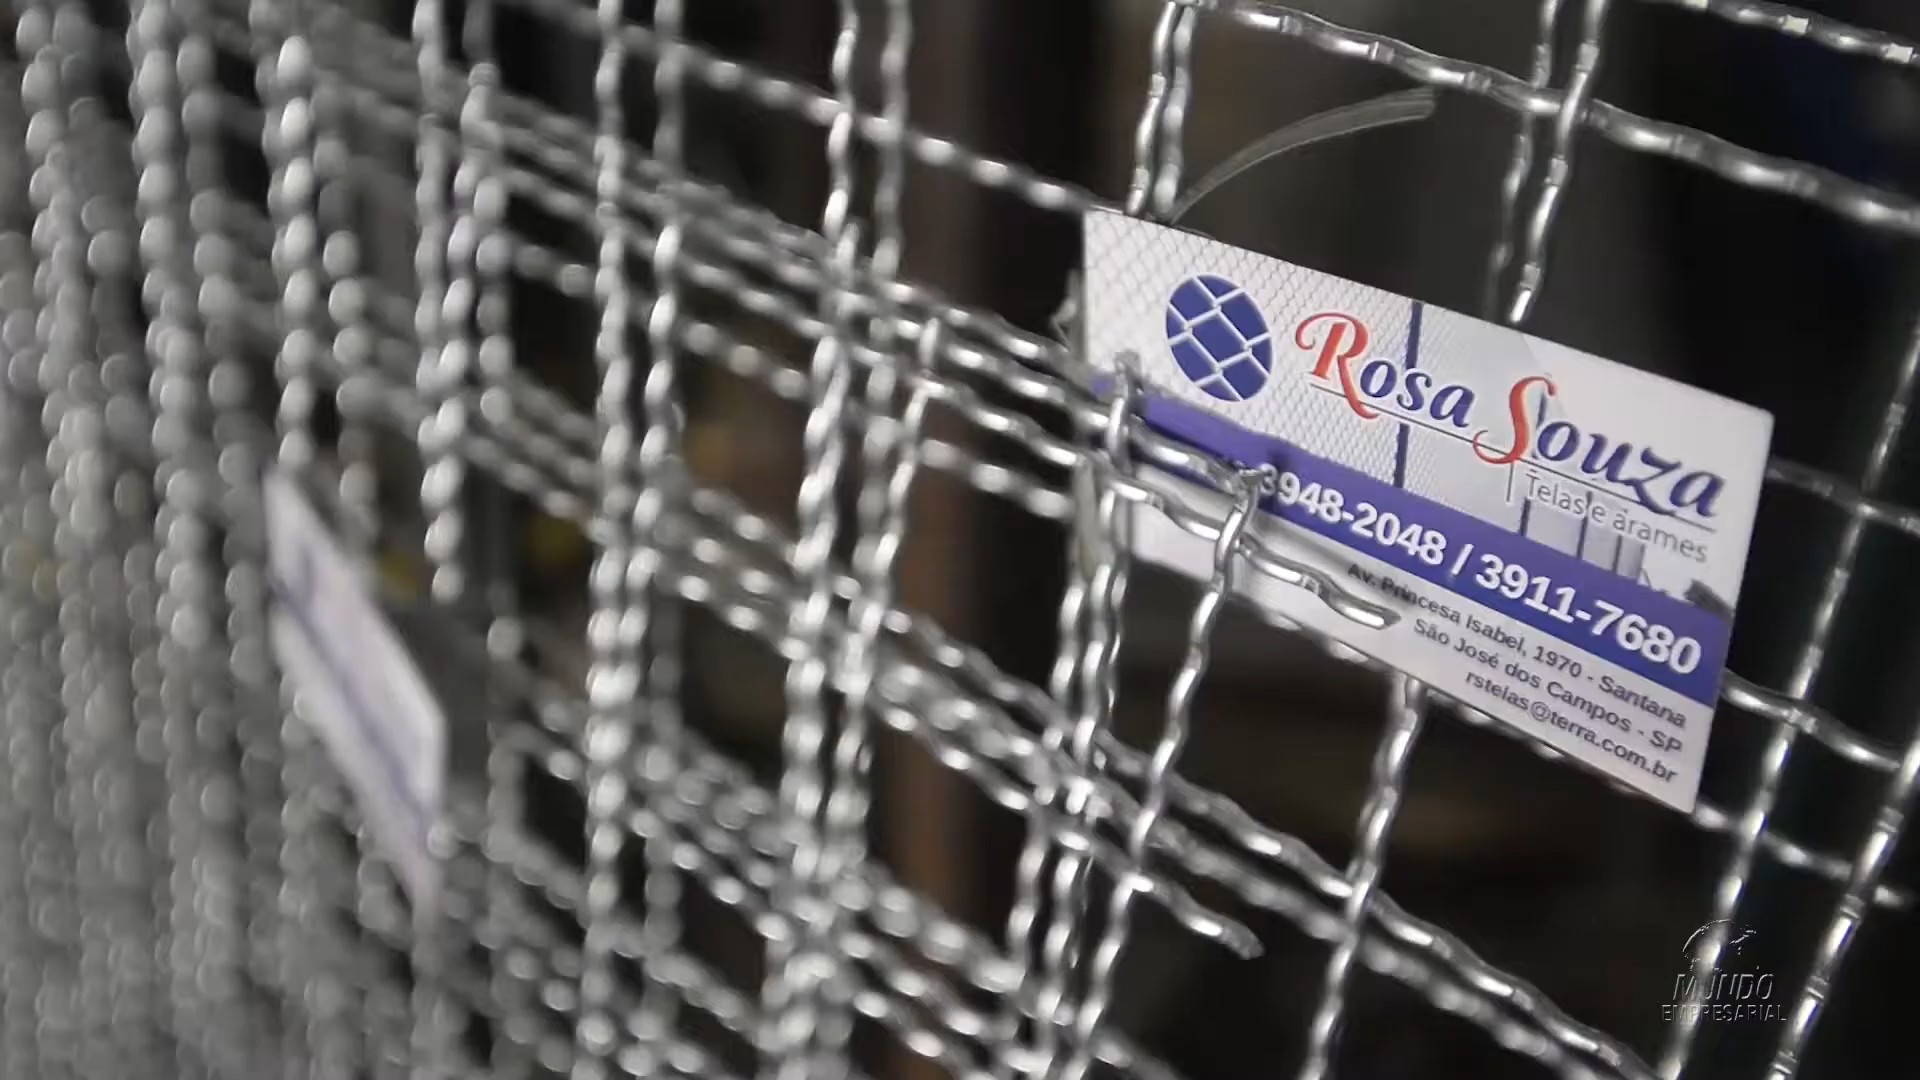 Rosa Souza
Telas e arames
3948-2048 / 3911-7680
Av. Princesa Isabel, 1970 - Santana
São José dos Campos - SP
rstelas@terra.com.br
MUNDO
EMPRESARIAL